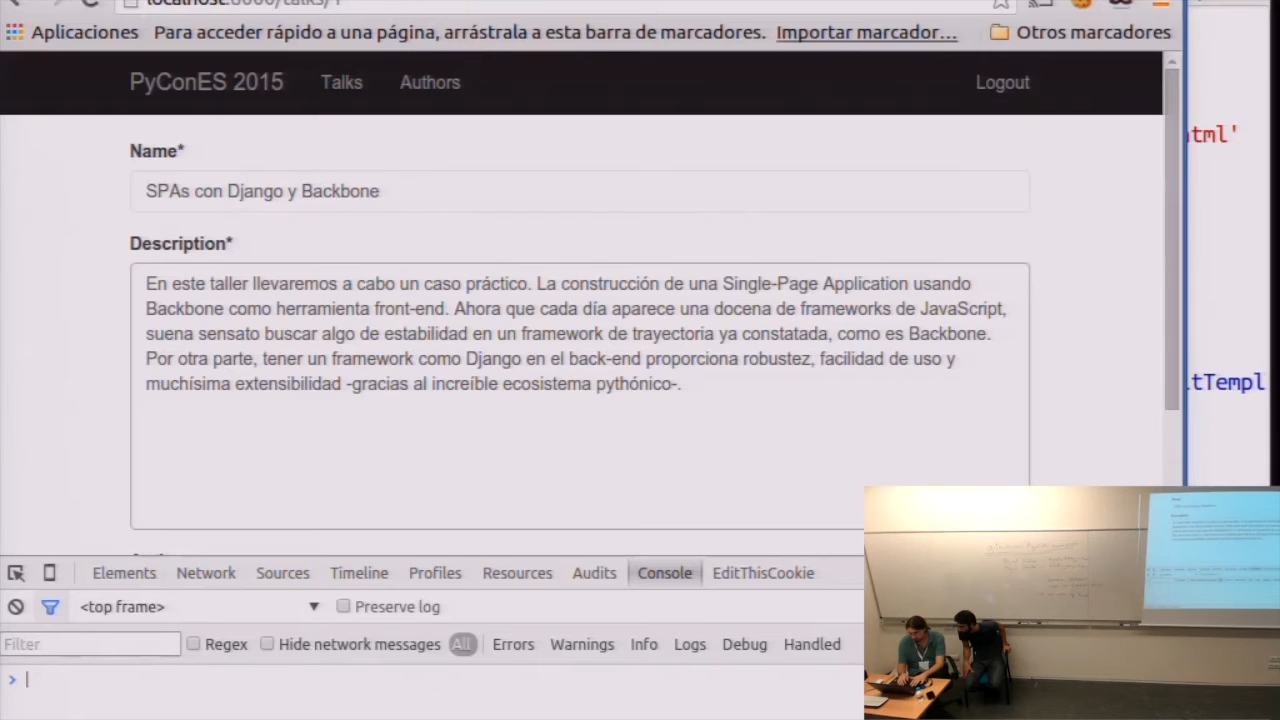 Aplicaciones Para acceder rápido a una página, arrástrala a esta barra de marcadores. Importar marcador... Otros marcadores
PyConES 2015 Talks Authors Logout
tml'
Name*
SPAs con Django y Backbone
Description*
En este taller llevaremos a cabo un caso práctico. La construcción de una Single-Page Application usando
Backbone como herramienta front-end. Ahora que cada día aparece una docena de frameworks de JavaScript,
suena sensato buscar algo de estabilidad en un framework de trayectoria ya constatada, como es Backbone.
Por otra parte, tener un framework como Django en el back-end proporciona robustez, facilidad de uso y
muchísima extensibilidad -gracias al increíble ecosistema pythónico-.
tTempl
Elements Network Sources Timeline Profiles Resources Audits Console EditThisCookie
<top frame> Preserve log
Filter Regex Hide network messages All Errors Warnings Info Logs Debug Handled
>